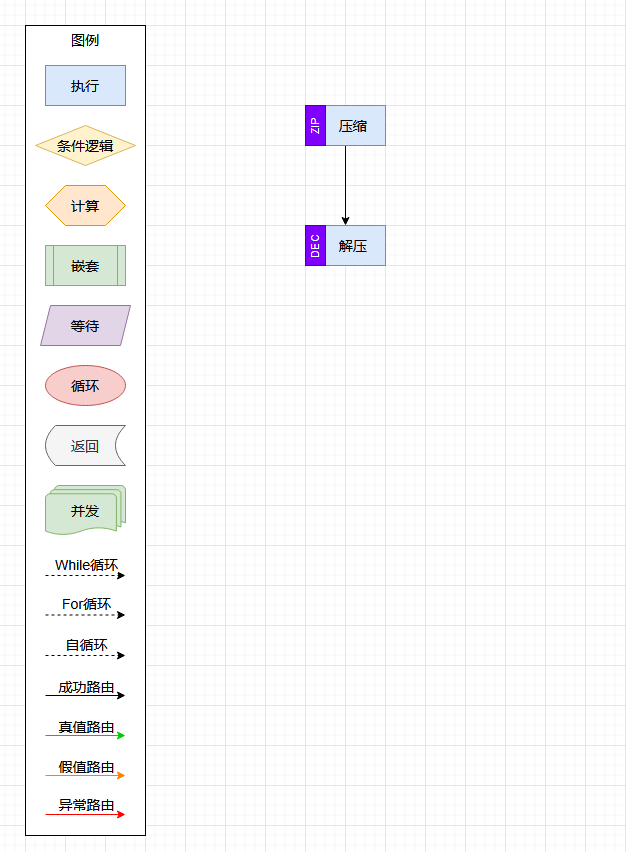 图例
执行
条件逻辑
计算
嵌套
等待
循环
返回
并发
While循环
For循环
自循环
成功路由
真值路由
假值路由
异常路由
ZIP
压缩
DEC
解压